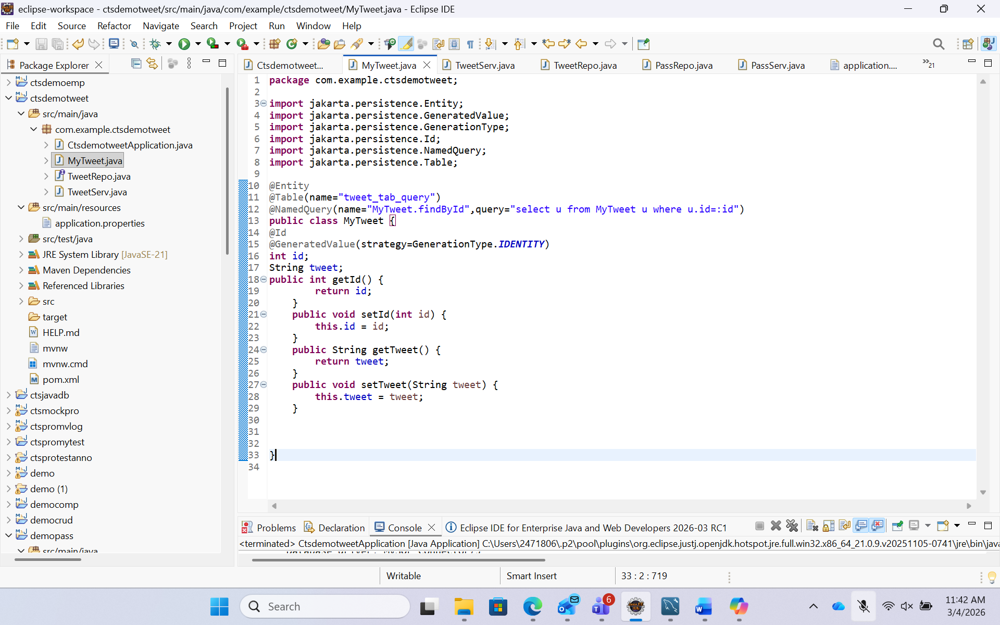 eclipse-workspace - ctsdemotweet/src/main/java/com/example/ctsdemotweet/MyTweet.java - Eclipse IDE
File Edit Source Refactor Navigate Search Project Run Window Help
Package Explorer
ctsdemoemp
ctsdemotweet
src/main/java
com.example.ctsdemotweet
CtsdemotweetApplication.java
MyTweet.java
TweetRepo.java
TweetServ.java
src/main/resources
application.properties
src/test/java
JRE System Library [JavaSE-21]
Maven Dependencies
Referenced Libraries
src
target
HELP.md
mvnw
mvnw.cmd
pom.xml
ctsjavadb
ctsmockpro
ctspromvlog
ctspromytest
ctsprotestanno
demo
demo (1)
democomp
democrud
demopass
src/main/java
Ctsdemotweet... MyTweet.java TweetServ.java TweetRepo.java PassRepo.java PassServ.java application.... »21
1 package com.example.ctsdemotweet;
2
3 import jakarta.persistence.Entity;
4 import jakarta.persistence.GeneratedValue;
5 import jakarta.persistence.GenerationType;
6 import jakarta.persistence.Id;
7 import jakarta.persistence.NamedQuery;
8 import jakarta.persistence.Table;
9
10 @Entity
11 @Table(name="tweet_tab_query")
12 @NamedQuery(name="MyTweet.findById",query="select u from MyTweet u where u.id=:id")
13 public class MyTweet {
14 @Id
15 @GeneratedValue(strategy=GenerationType.IDENTITY)
16 int id;
17 String tweet;
18 public int getId() {
19 return id;
20 }
21 public void setId(int id) {
22 this.id = id;
23 }
24 public String getTweet() {
25 return tweet;
26 }
27 public void setTweet(String tweet) {
28 this.tweet = tweet;
29 }
30
31
32
33 }
34
Problems Declaration Console Eclipse IDE for Enterprise Java and Web Developers 2026-03 RC1
<terminated> CtsdemotweetApplication [Java Application] C:\Users\2471806\.p2\pool\plugins\org.eclipse.justj.openjdk.hotspot.jre.full.win32.x86_64_21.0.9.v20251105-0741\jre\bin\java
Writable Smart Insert 33 : 2 : 719
Search
6
11:42 AM
3/4/2026